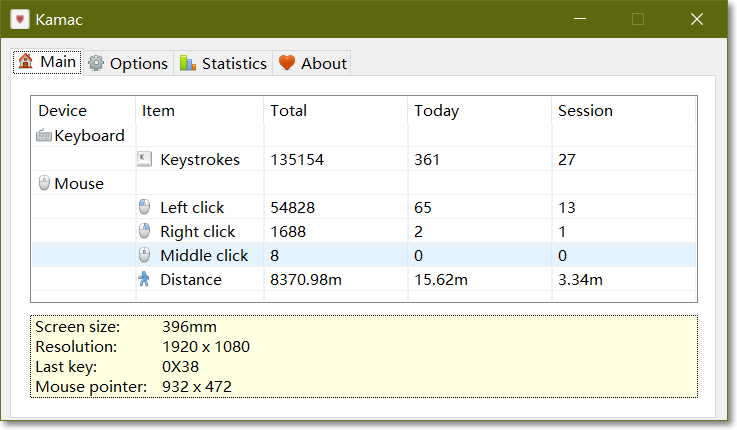 Kamac
Main Options Statistics About
Device Item Total Today Session
Keyboard
K Keystrokes 135154 361 27
Mouse
Left click 54828 65 13
Right click 1688 2 1
Middle click 8 0 0
Distance 8370.98m 15.62m 3.34m
Screen size: 396mm
Resolution: 1920 x 1080
Last key: 0X38
Mouse pointer: 932 x 472